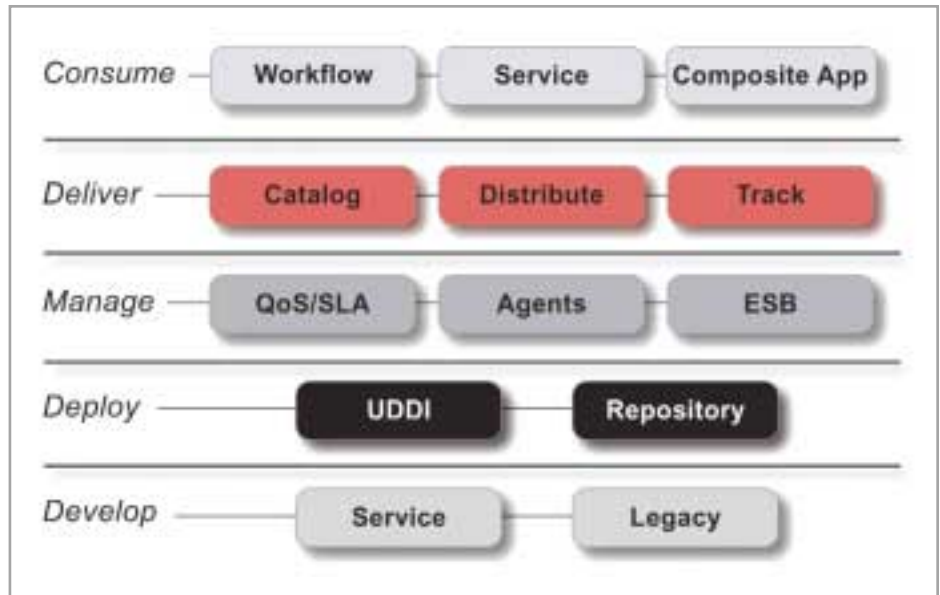 Consume Workflow Service Composite App
Deliver Catalog Distribute Track
Manage QoS/SLA Agents ESB
Deploy UDDI Repository
Develop Service Legacy